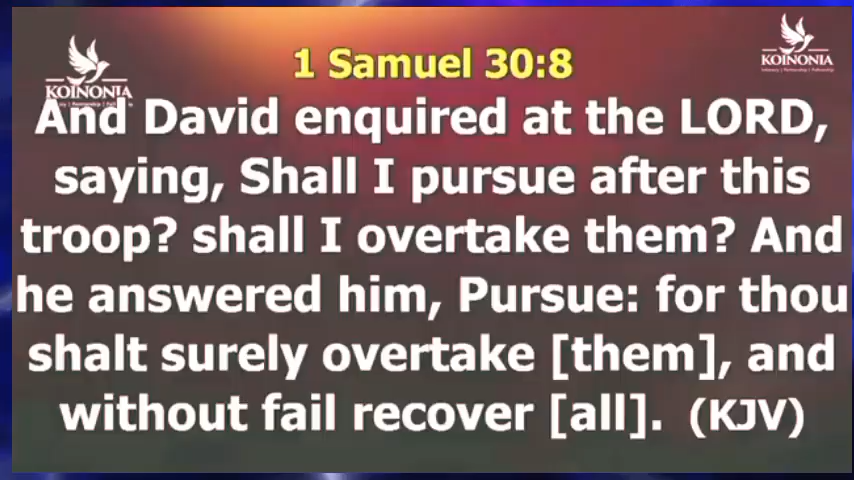 1 Samuel 30:8
KOINONIA
KOINONIA
And David enquired at the LORD,
saying, Shall I pursue after this
troop? shall I overtake them? And
he answered him, Pursue: for thou
shalt surely overtake [them], and
without fail recover [all]. (KJV)